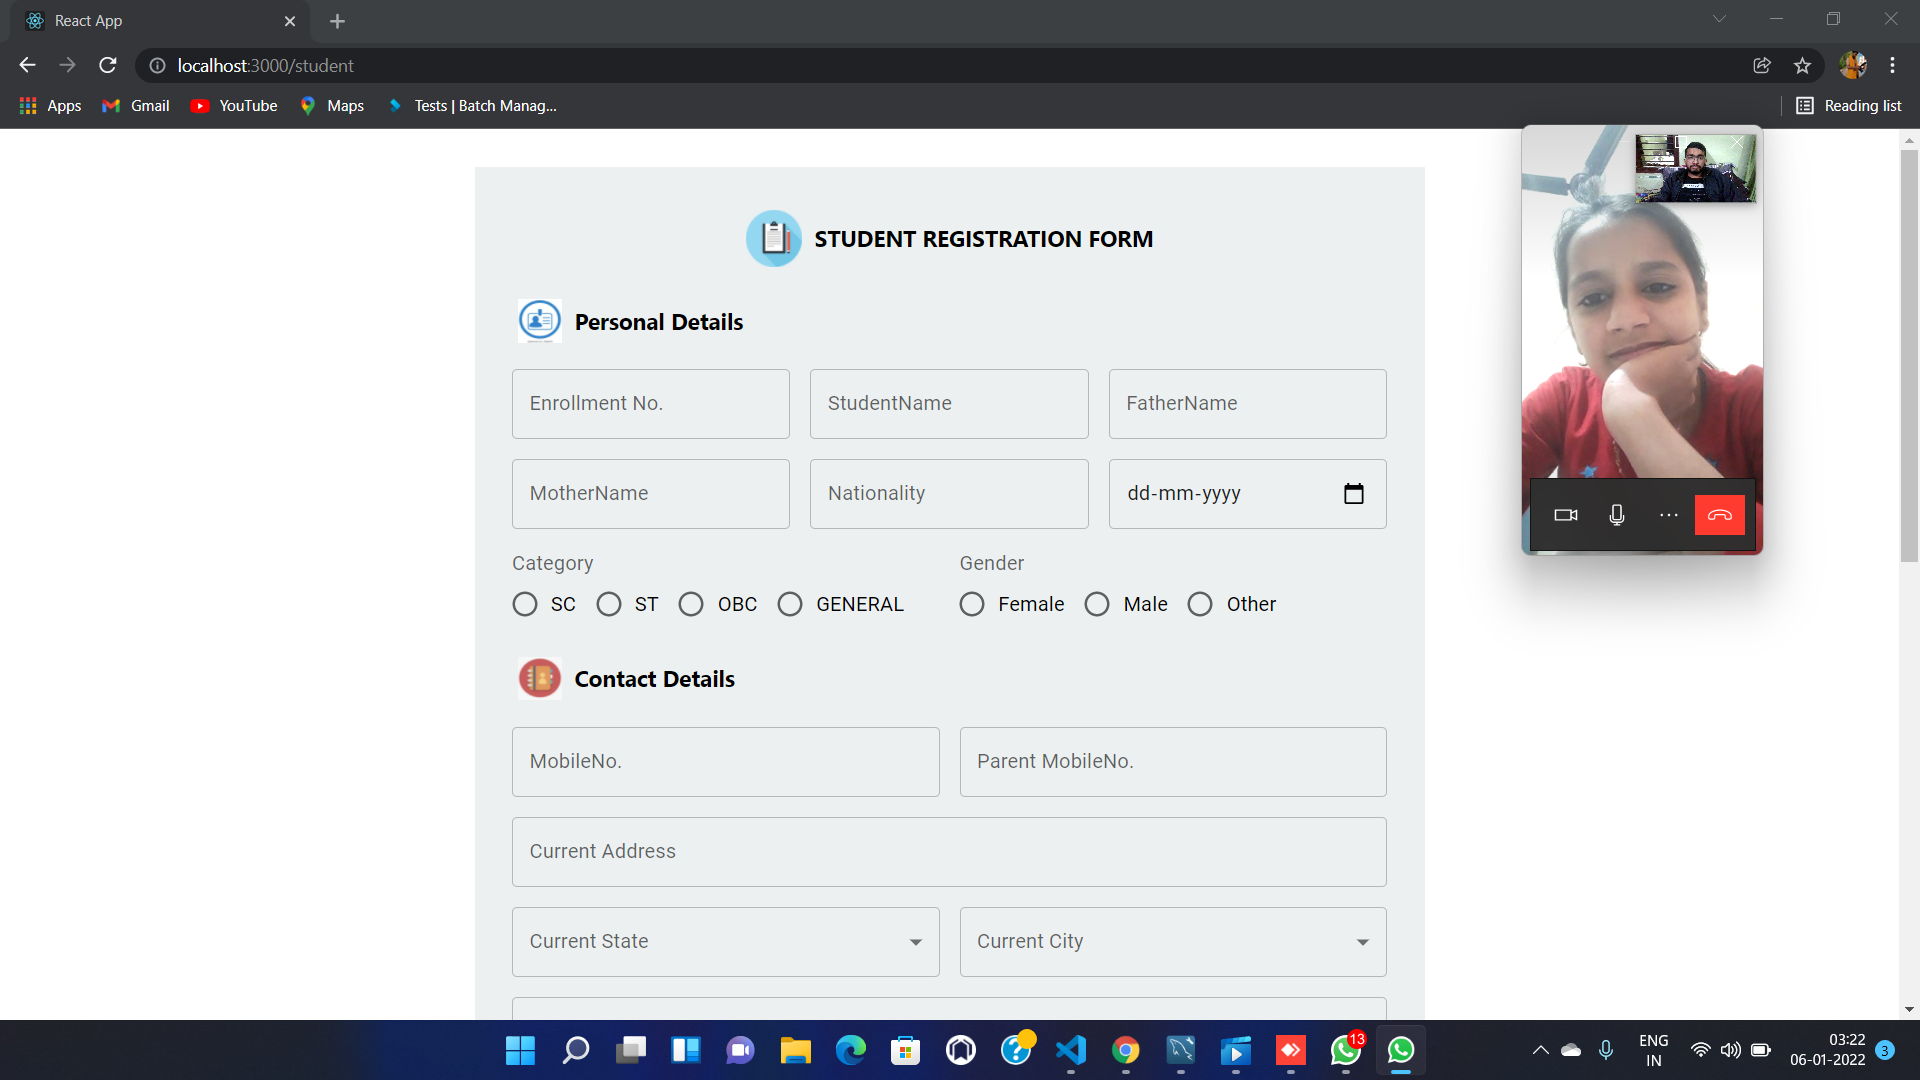 React App
localhost:3000/student
Apps Gmail YouTube Maps Tests | Batch Manag... Reading list
STUDENT REGISTRATION FORM
Personal Details
Enrollment No. StudentName FatherName
MotherName Nationality dd-mm-yyyy
Category Gender
SC ST OBC GENERAL Female Male Other
Contact Details
MobileNo. Parent MobileNo.
Current Address
Current State Current City
13
ENG 03:22
IN 06-01-2022 3